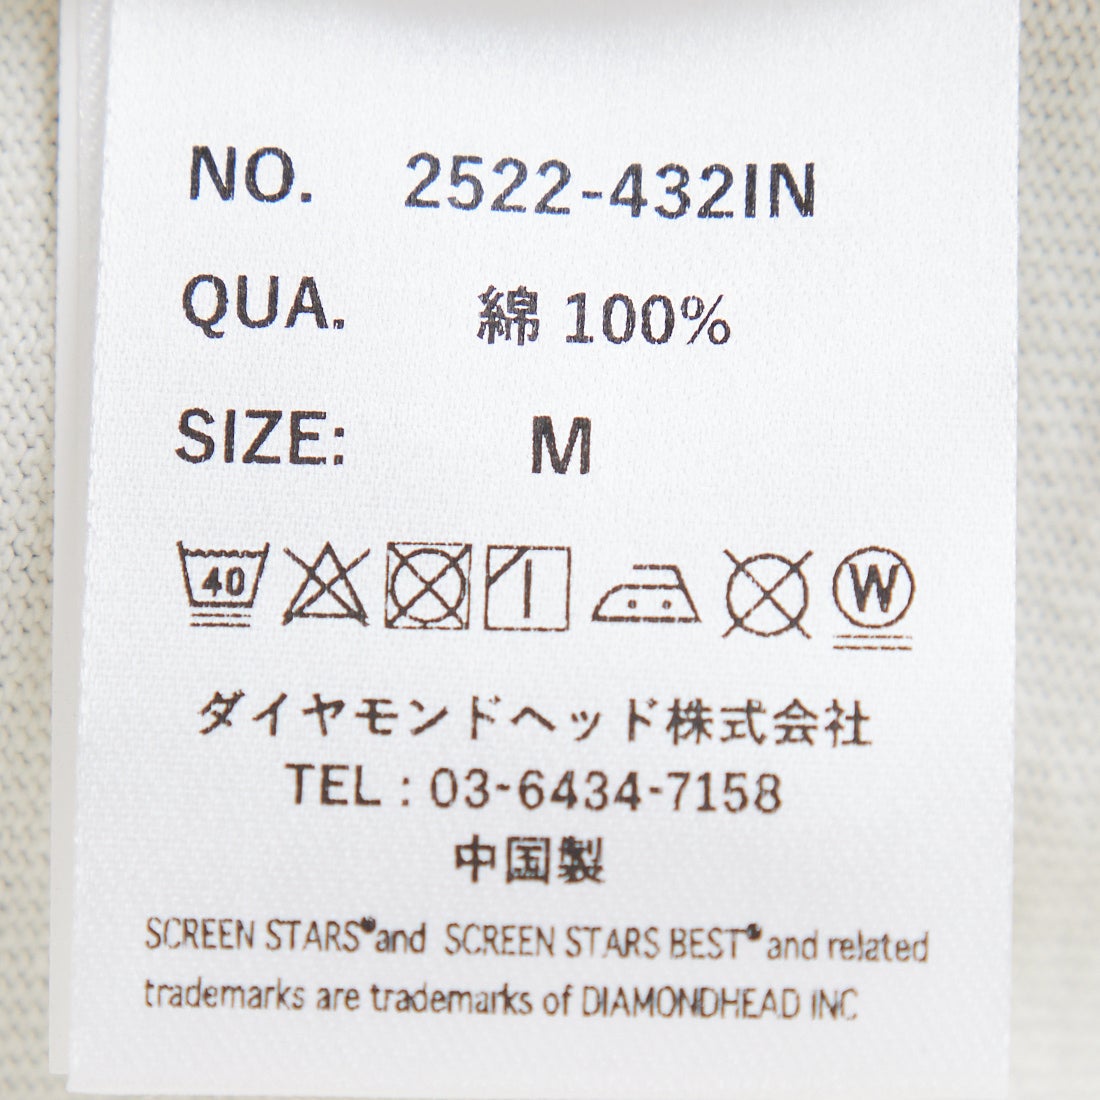 NO. 2522-432IN
QUA. 綿 100%
SIZE: M
40 W
ダイヤモンドヘッド株式会社
TEL : 03-6434-7158
中国製
SCREEN STARS® and SCREEN STARS BEST® and related
trademarks are trademarks of DIAMONDHEAD INC